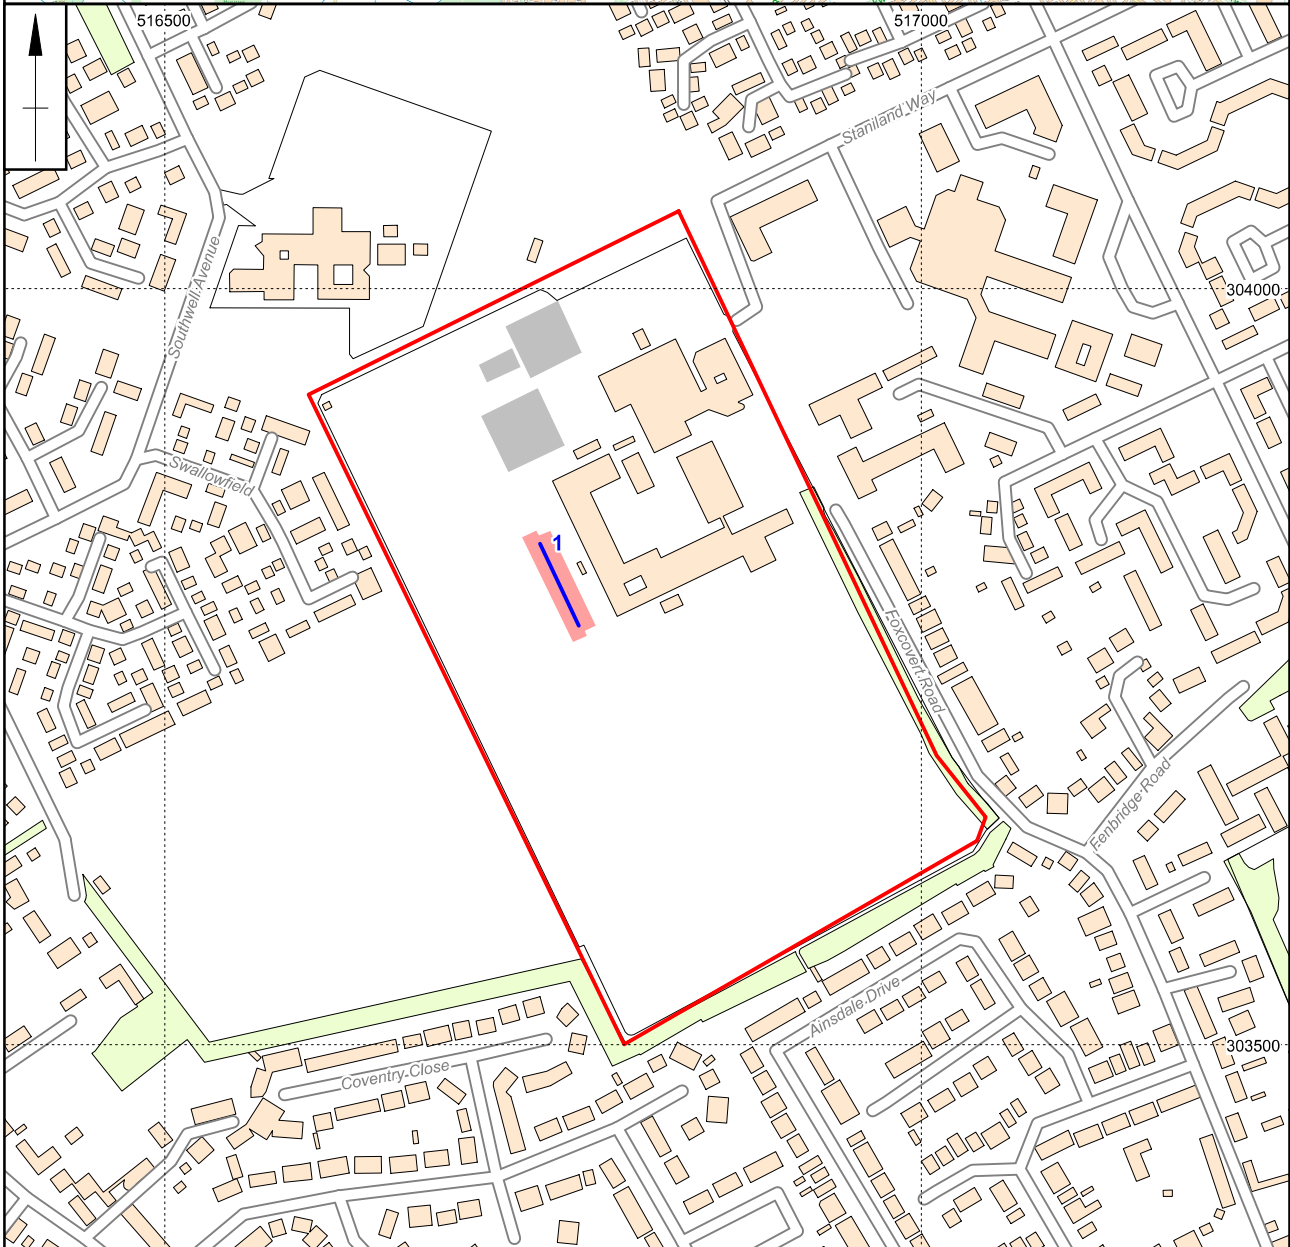 516500
517000
Staniland Way
Southwell Avenue
304000
Swallowfield
1
Foxcovert Road
Fenbridge Road
Ainsdale Drive
303500
Coventry Close